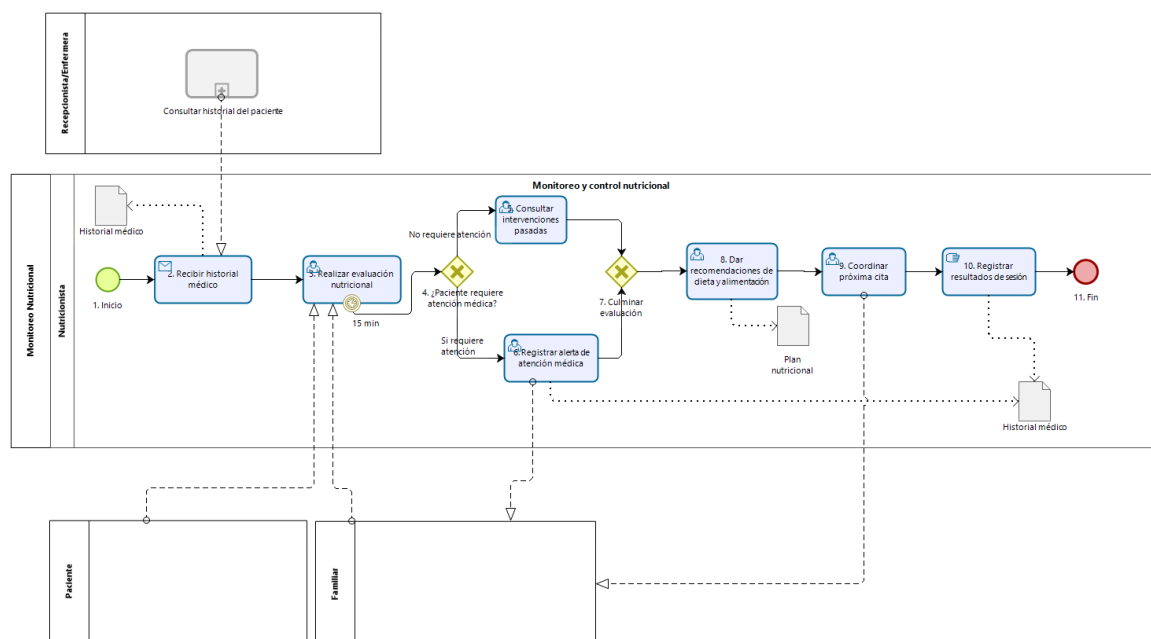 Recepcionista/Enfermera
Consultar historial del paciente
Monitoreo Nutricional
Nutricionista
Monitoreo y control nutricional
Historial médico
1. Inicio
2. Recibir historial
médico
3. Realizar evaluación
nutricional
15 min
4. ¿Paciente requiere
atención médica?
No requiere atención
5. Consultar
intervenciones
pasadas
Si requiere
atención
6. Registrar alerta de
atención médica
7. Culminar
evaluación
8. Dar
recomendaciones de
dieta y alimentación
Plan
nutricional
9. Coordinar
próxima cita
10. Registrar
resultados de sesión
11. Fin
Historial médico
Paciente
Familiar